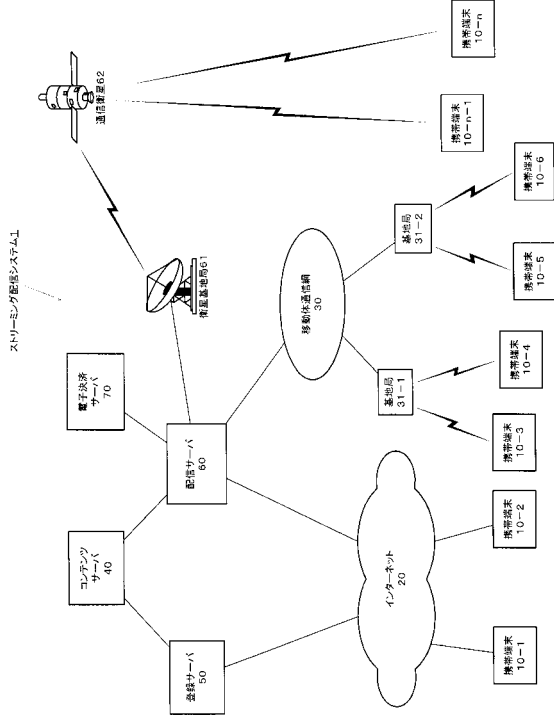 ストリーミング配信システム1
通信衛星62
衛星基地局61
電子決済
サーバ
70
コンテンツ
サーバ
40
配信サーバ
60
登録サーバ
50
移動体通信網
30
インターネット
20
基地局
31-1
基地局
31-2
携帯端末
10-1
携帯端末
10-2
携帯端末
10-3
携帯端末
10-4
携帯端末
10-5
携帯端末
10-6
携帯端末
10-n-1
携帯端末
10-n